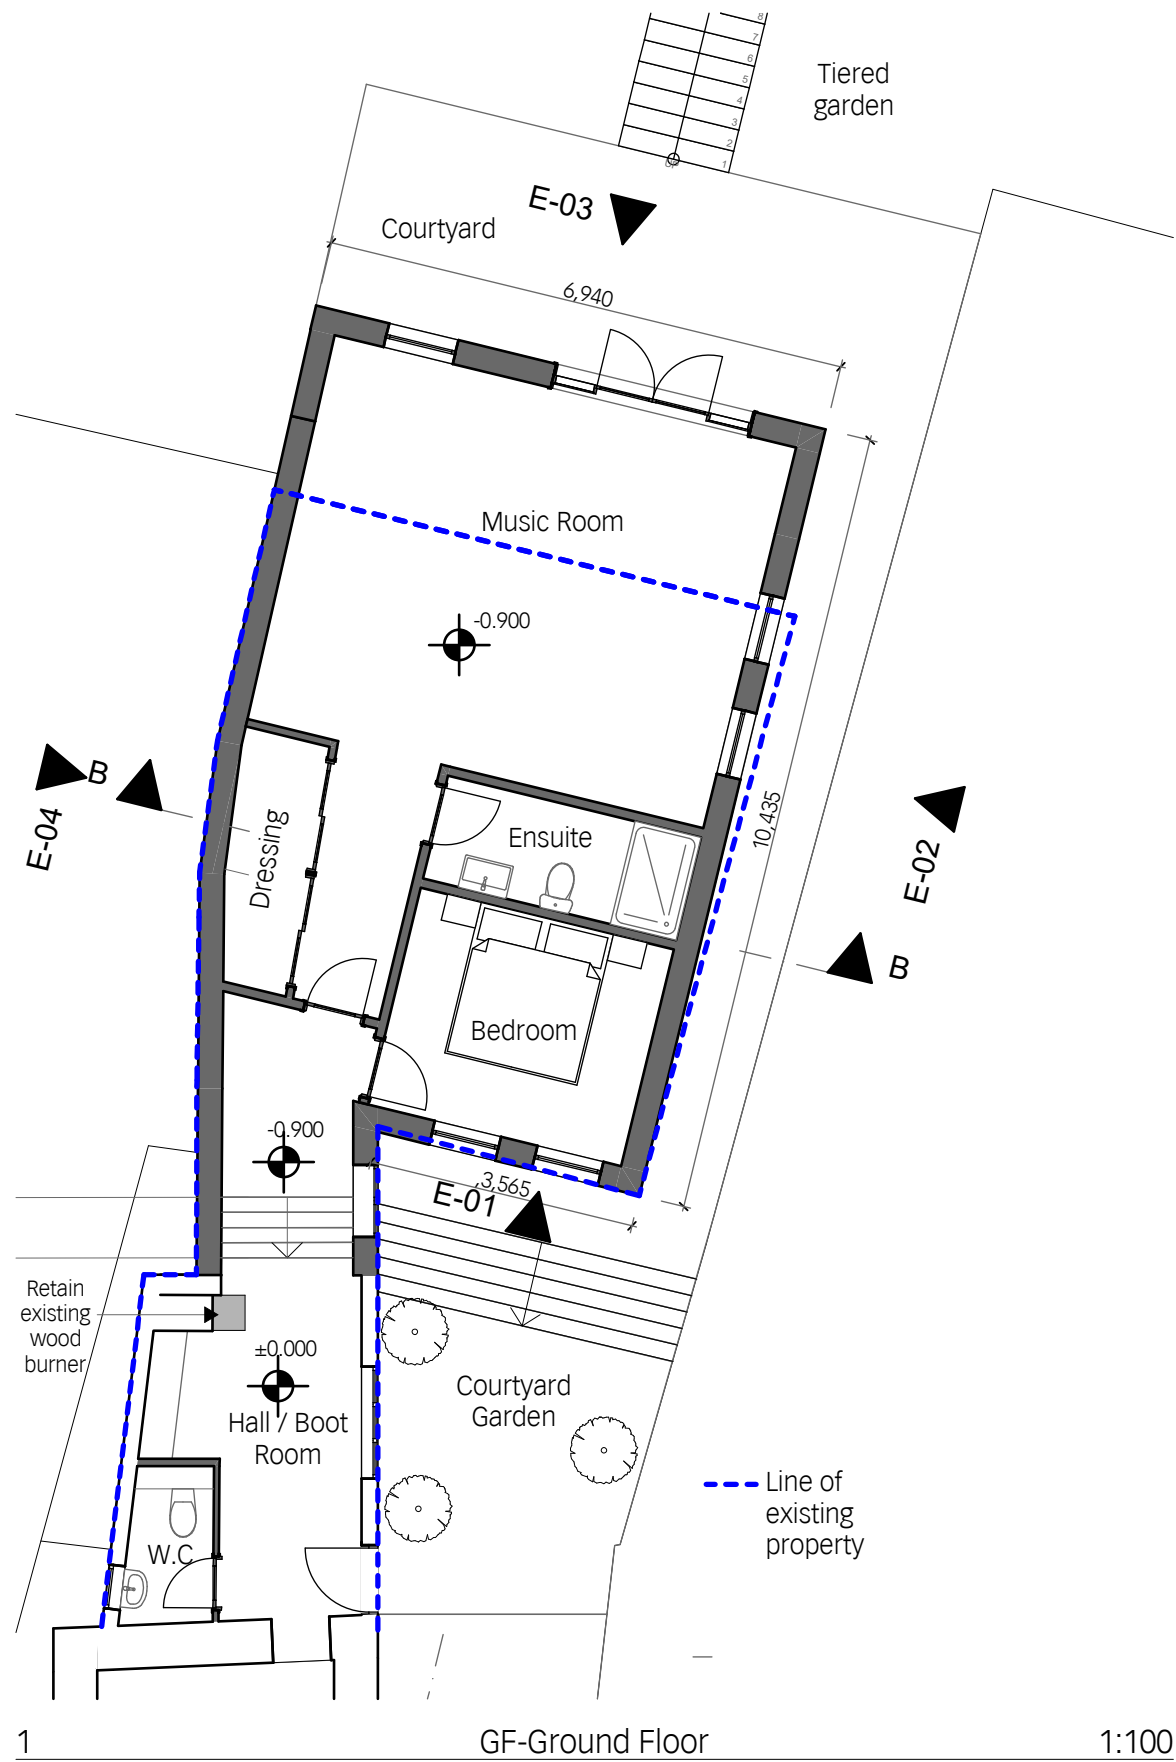 8
7
6
5
4
3
2
1
UP
Tiered
garden
E-03
Courtyard
6,940
Music Room
-0.900
B
E-04
Dressing
Ensuite
10,435
E-02
B
Bedroom
-0.900
3,565
E-01
Retain
existing
wood
burner
±0.000
Hall / Boot
Room
Courtyard
Garden
Line of
existing
property
W.C
1 GF-Ground Floor 1:100